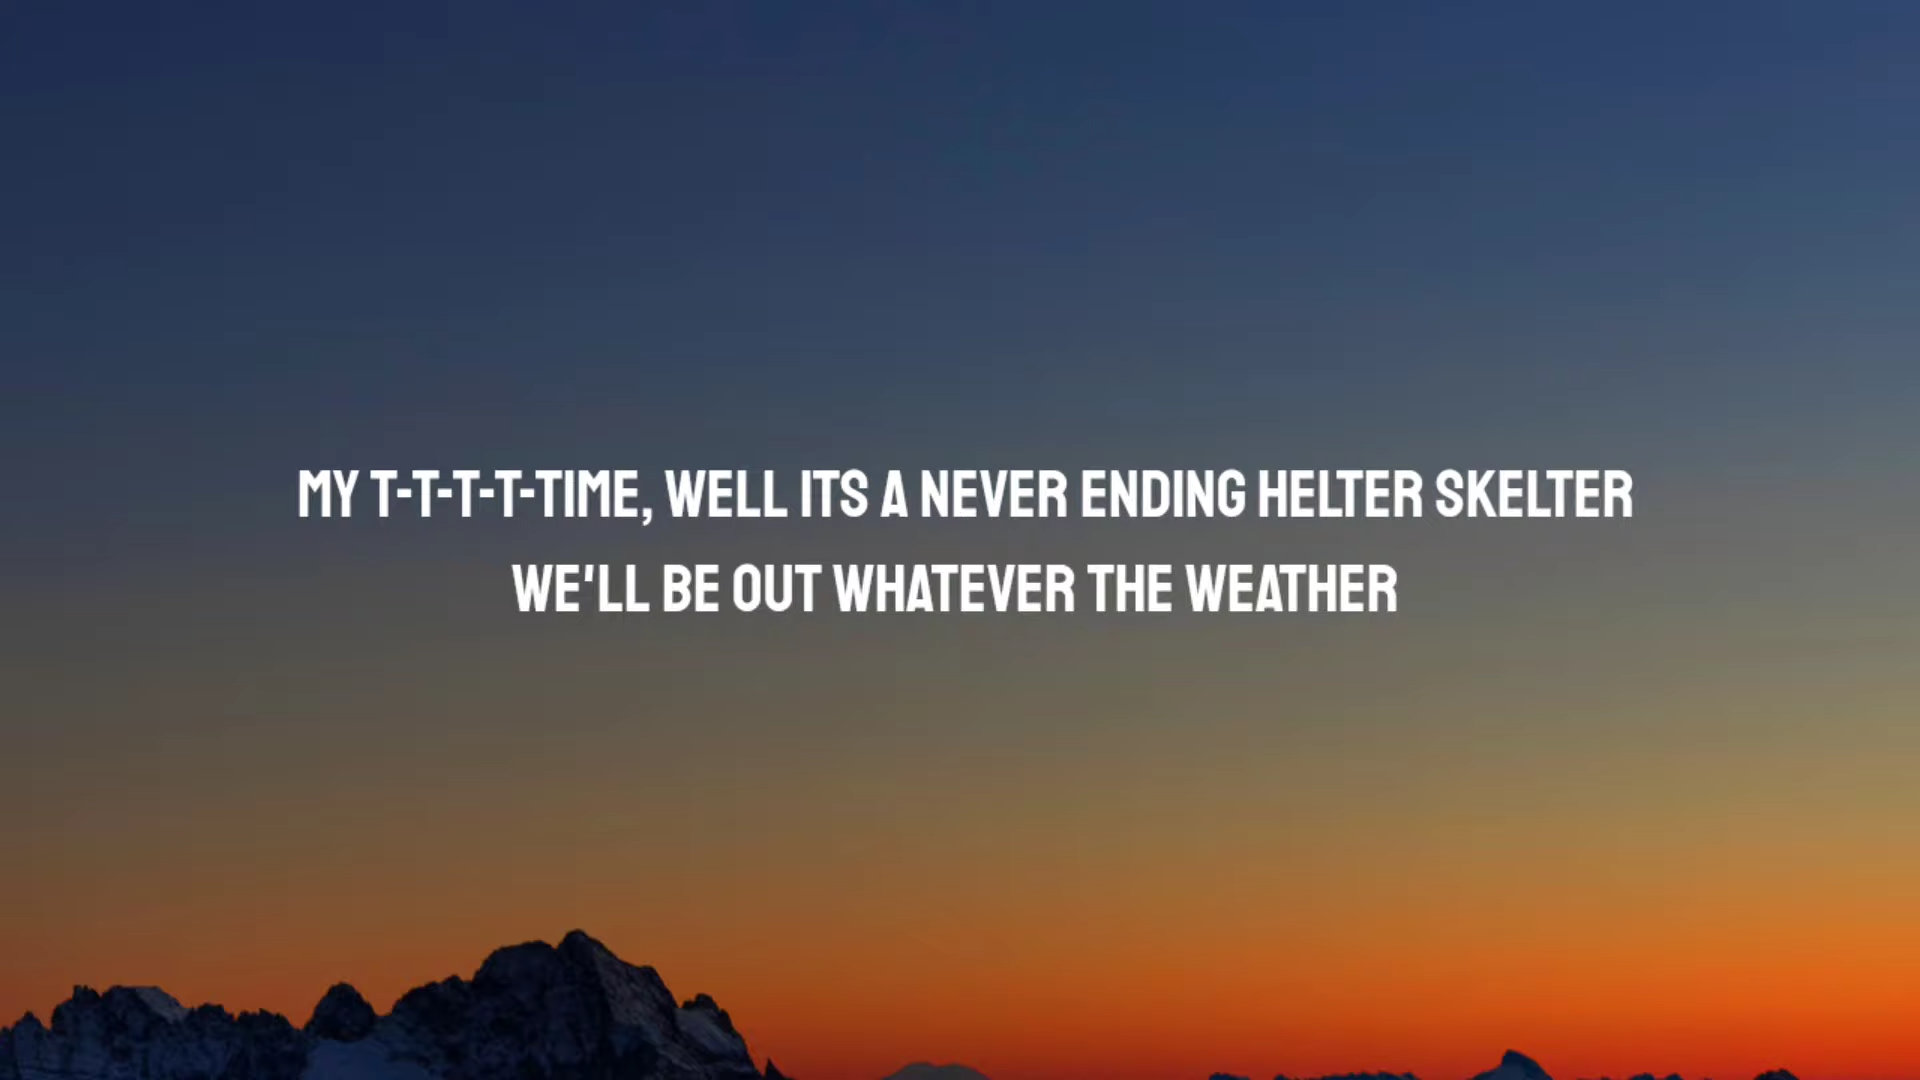 MY T-T-T-T-TIME, WELL ITS A NEVER ENDING HELTER SKELTER
WE'LL BE OUT WHATEVER THE WEATHER